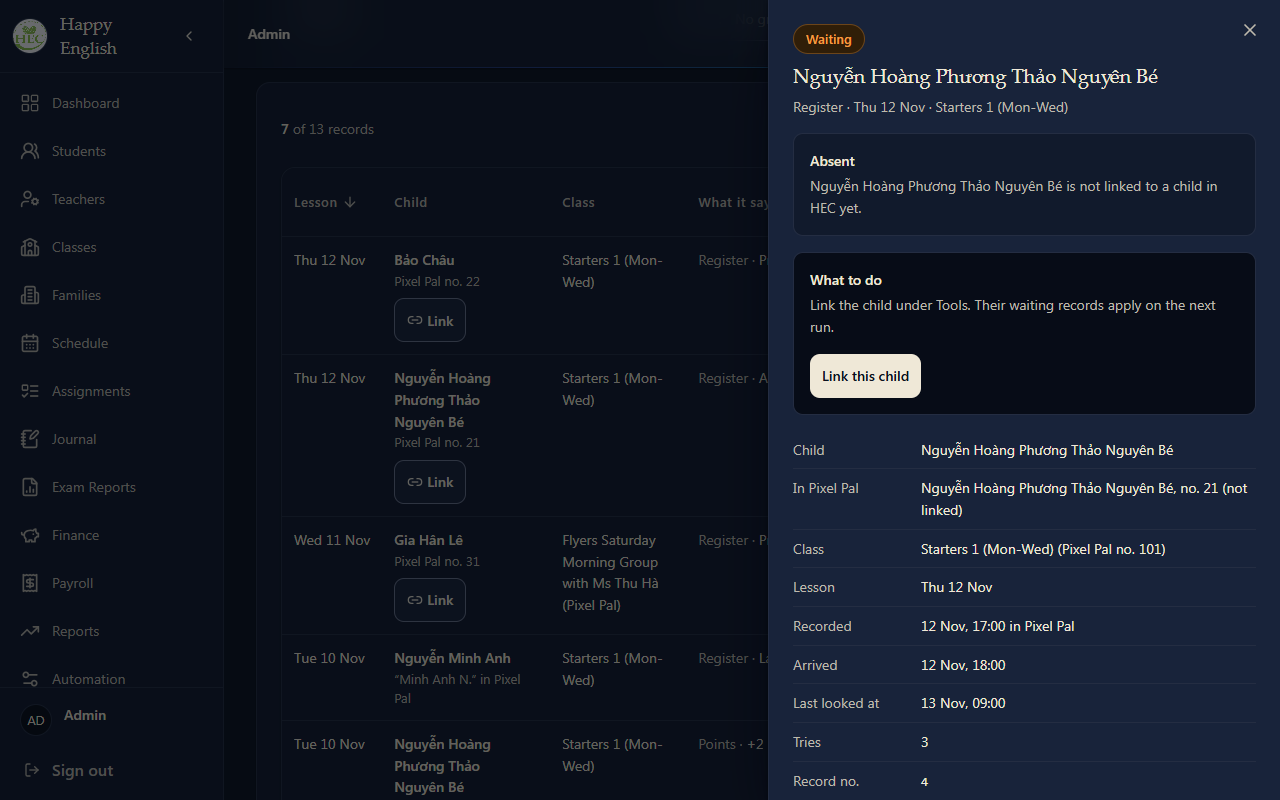 HEC
Happy
English
Dashboard
Students
Teachers
Classes
Families
Schedule
Assignments
Journal
Exam Reports
Finance
Payroll
Reports
Automation
AD
Admin
Sign out
Admin
7 of 13 records
Lesson ↓ Child Class What it say
Thu 12 Nov Bảo Châu Starters 1 (Mon-
Wed) Register · P
Pixel Pal no. 22
Link
Thu 12 Nov Nguyễn Hoàng Starters 1 (Mon- Register · A
Phương Thảo Wed)
Nguyên Bé
Pixel Pal no. 21
Link
Wed 11 Nov Gia Hân Lê Flyers Saturday Register · P
Pixel Pal no. 31 Morning Group
with Ms Thu Hà
Link (Pixel Pal)
Tue 10 Nov Nguyễn Minh Anh Starters 1 (Mon- Register · La
"Minh Anh N." in Pixel Wed)
Pal
Tue 10 Nov Nguyễn Hoàng Starters 1 (Mon- Points · +2
Phương Thảo Wed)
Nguyên Bé
Waiting
Nguyễn Hoàng Phương Thảo Nguyên Bé
Register · Thu 12 Nov · Starters 1 (Mon-Wed)
Absent
Nguyễn Hoàng Phương Thảo Nguyên Bé is not linked to a child in
HEC yet.
What to do
Link the child under Tools. Their waiting records apply on the next
run.
Link this child
Child Nguyễn Hoàng Phương Thảo Nguyên Bé
In Pixel Pal Nguyễn Hoàng Phương Thảo Nguyên Bé, no. 21 (not
linked)
Class Starters 1 (Mon-Wed) (Pixel Pal no. 101)
Lesson Thu 12 Nov
Recorded 12 Nov, 17:00 in Pixel Pal
Arrived 12 Nov, 18:00
Last looked at 13 Nov, 09:00
Tries 3
Record no. 4